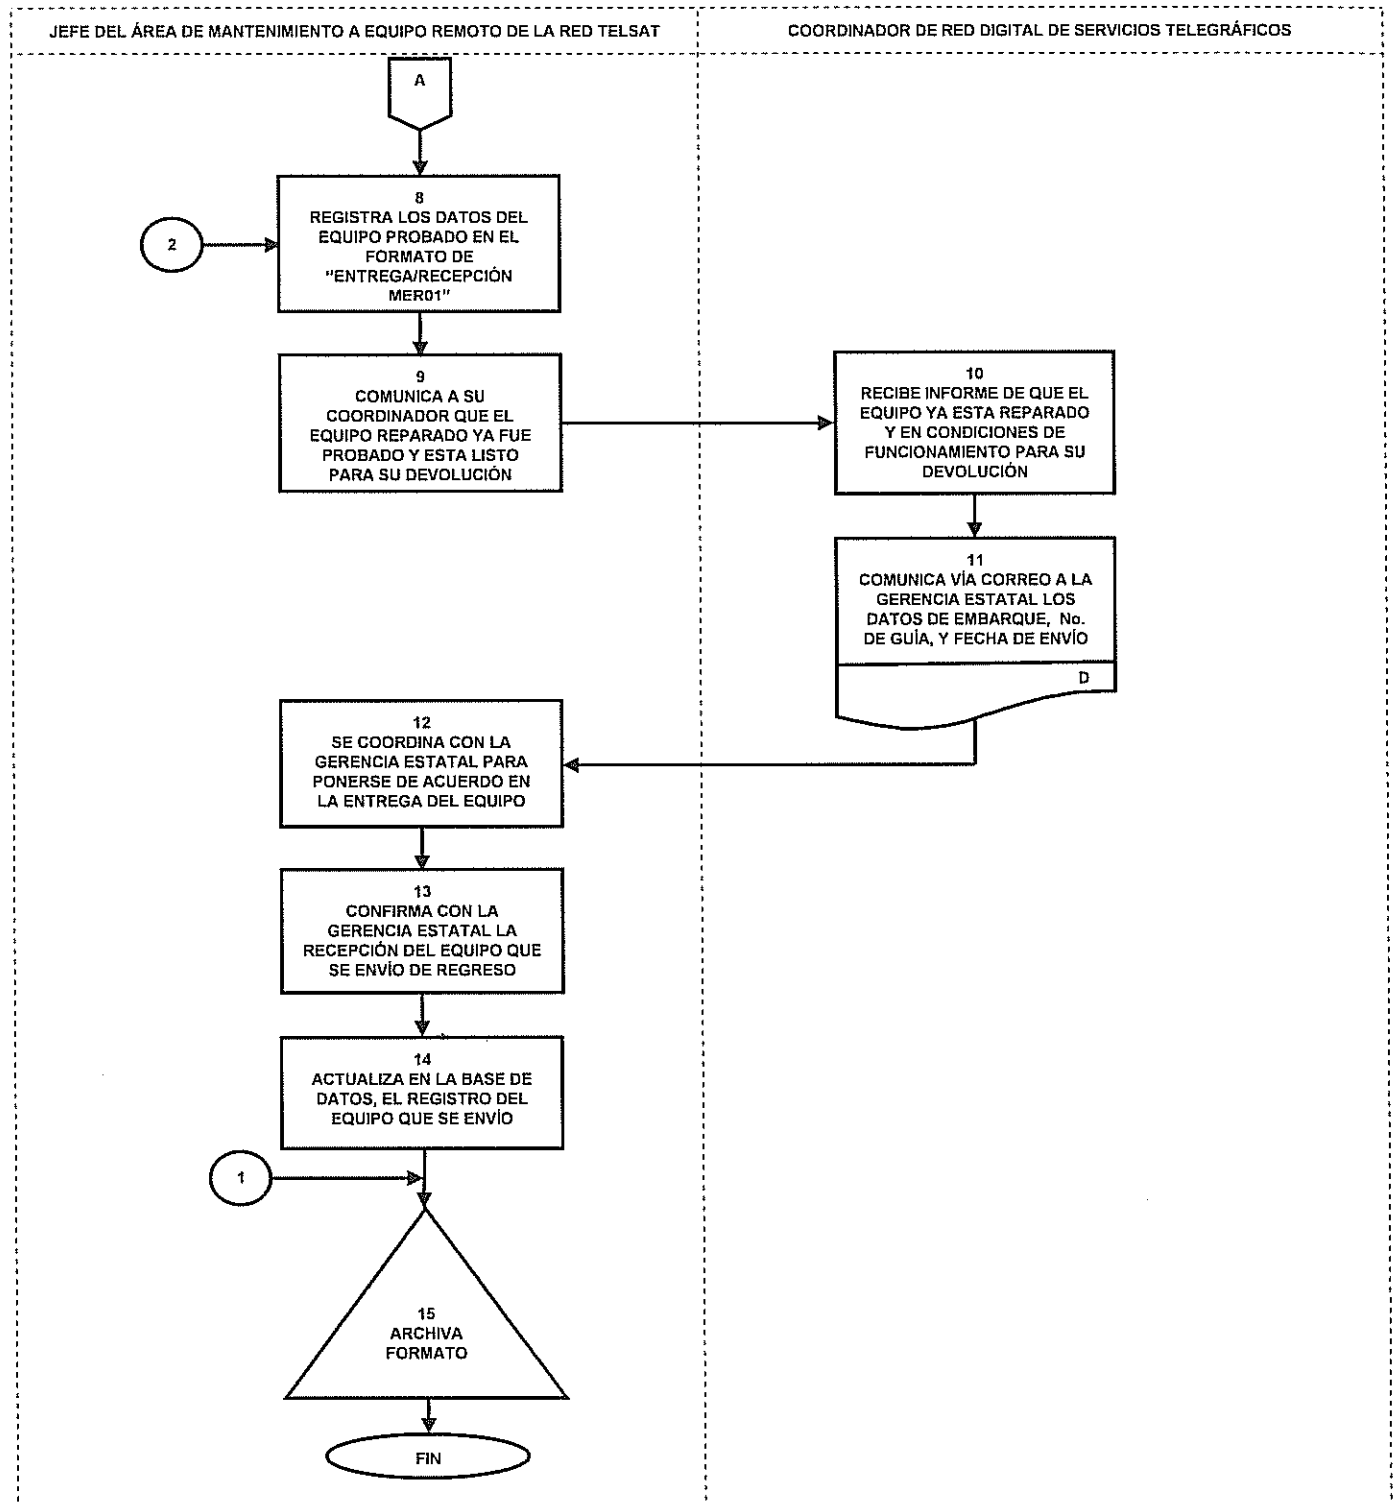 JEFE DEL ÁREA DE MANTENIMIENTO A EQUIPO REMOTO DE LA RED TELSAT
COORDINADOR DE RED DIGITAL DE SERVICIOS TELEGRÁFICOS
A
8
REGISTRA LOS DATOS DEL
EQUIPO PROBADO EN EL
FORMATO DE
"ENTREGA/RECEPCIÓN
MER01"
2
9
COMUNICA A SU
COORDINADOR QUE EL
EQUIPO REPARADO YA FUE
PROBADO Y ESTA LISTO
PARA SU DEVOLUCIÓN
10
RECIBE INFORME DE QUE EL
EQUIPO YA ESTA REPARADO
Y EN CONDICIONES DE
FUNCIONAMIENTO PARA SU
DEVOLUCIÓN
11
COMUNICA VÍA CORREO A LA
GERENCIA ESTATAL LOS
DATOS DE EMBARQUE, No.
DE GUÍA, Y FECHA DE ENVÍO
D
12
SE COORDINA CON LA
GERENCIA ESTATAL PARA
PONERSE DE ACUERDO EN
LA ENTREGA DEL EQUIPO
13
CONFIRMA CON LA
GERENCIA ESTATAL LA
RECEPCIÓN DEL EQUIPO QUE
SE ENVÍO DE REGRESO
14
ACTUALIZA EN LA BASE DE
DATOS, EL REGISTRO DEL
EQUIPO QUE SE ENVÍO
1
15
ARCHIVA
FORMATO
FIN